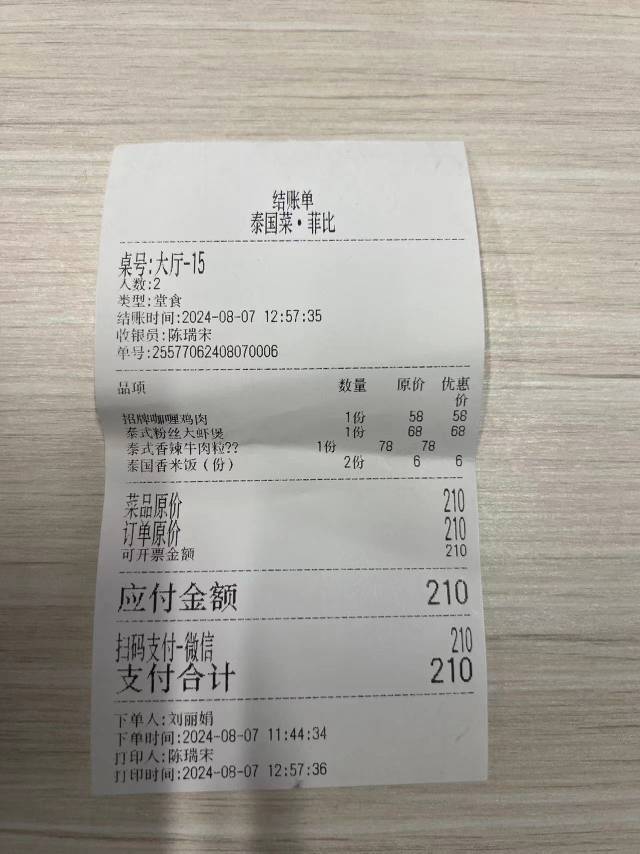 结账单
泰国菜·菲比
桌号:大厅-15
人数:2
类型:堂食
结账时间:2024-08-07 12:57:35
收银员:陈瑞宋
单号:25577062408070006
品项 数量 原价 优惠价
招牌咖喱鸡肉 1份 58 58
泰式粉丝大虾煲 1份 68 68
泰式香辣牛肉粒?? 1份 78 78
泰国香米饭(份) 2份 6 6
菜品原价 210
订单原价 210
可开票金额 210
应付金额 210
扫码支付-微信 210
支付合计 210
下单人:刘丽娟
下单时间:2024-08-07 11:44:34
打印人:陈瑞宋
打印时间:2024-08-07 12:57:36